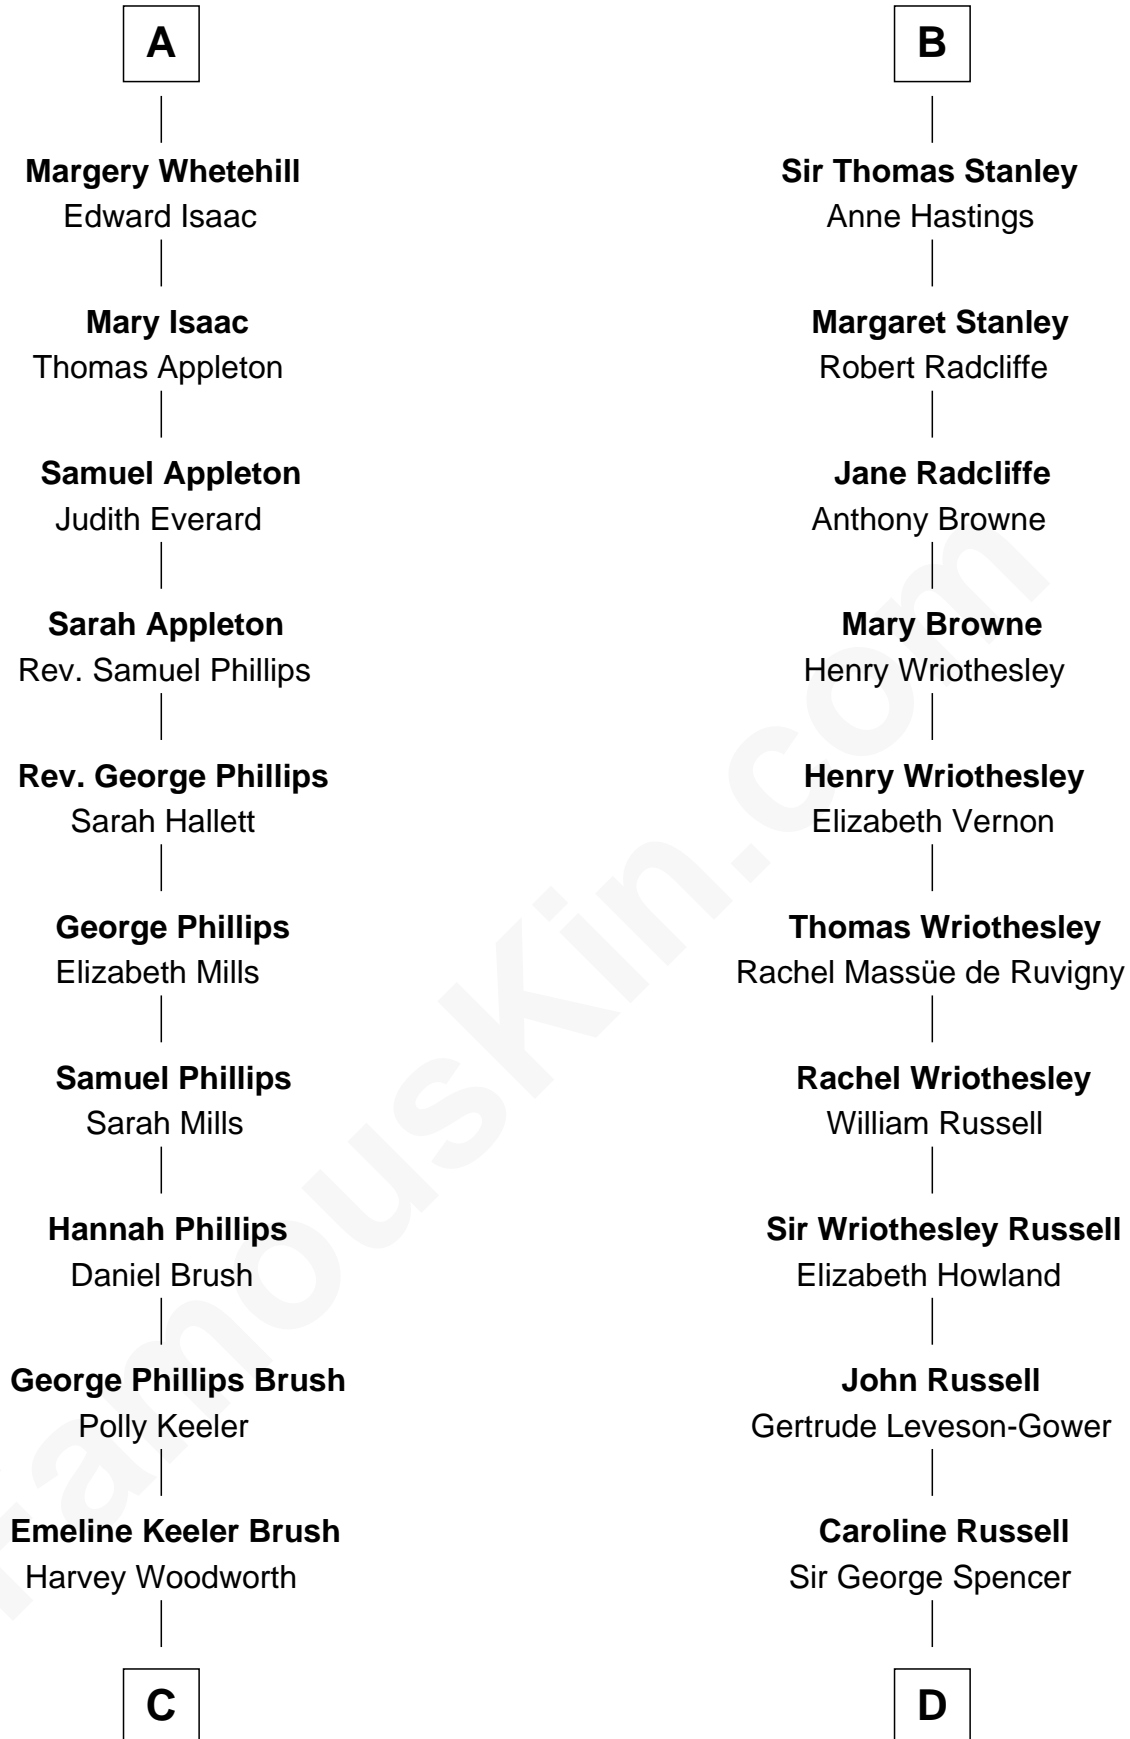 A
Margery Whetehill
Edward Isaac
Mary Isaac
Thomas Appleton
Samuel Appleton
Judith Everard
Sarah Appleton
Rev. Samuel Phillips
Rev. George Phillips
Sarah Hallett
George Phillips
Elizabeth Mills
Samuel Phillips
Sarah Mills
Hannah Phillips
Daniel Brush
George Phillips Brush
Polly Keeler
Emeline Keeler Brush
Harvey Woodworth
C
B
Sir Thomas Stanley
Anne Hastings
Margaret Stanley
Robert Radcliffe
Jane Radcliffe
Anthony Browne
Mary Browne
Henry Wriothesley
Henry Wriothesley
Elizabeth Vernon
Thomas Wriothesley
Rachel Massüe de Ruvigny
Rachel Wriothesley
William Russell
Sir Wriothesley Russell
Elizabeth Howland
John Russell
Gertrude Leveson-Gower
Caroline Russell
Sir George Spencer
D
FamousKin.com